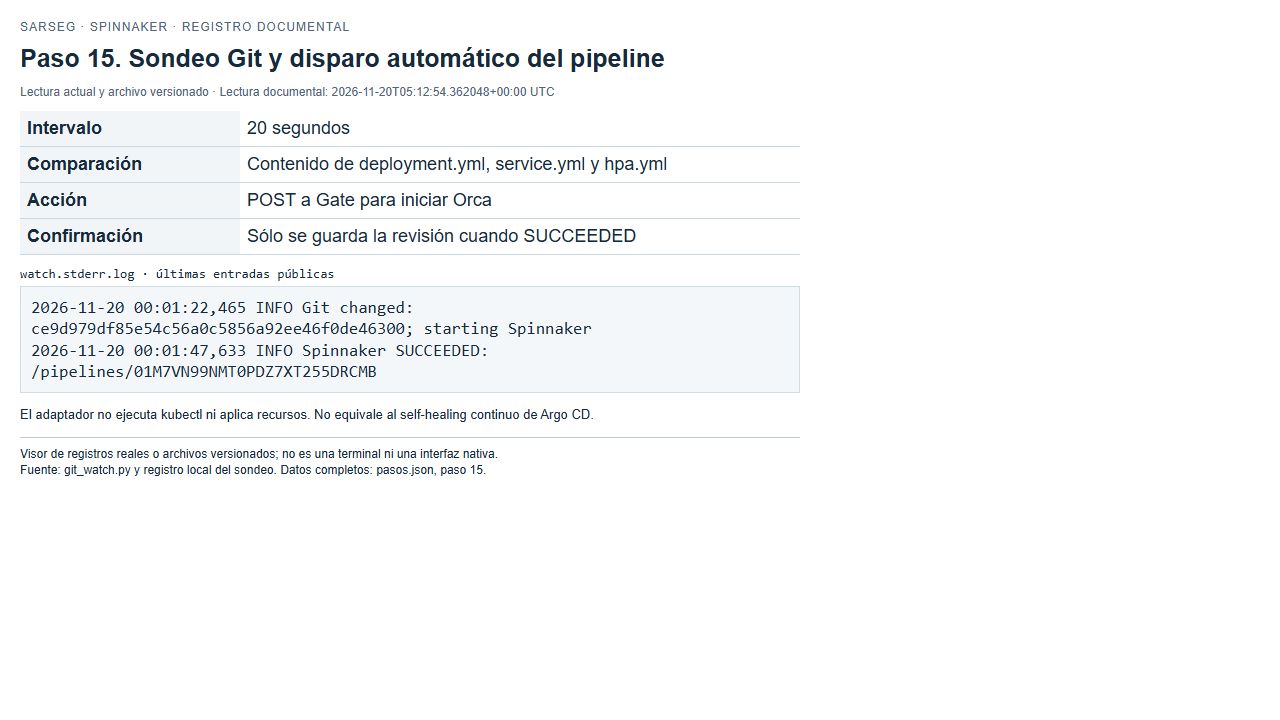 SARSEG · SPINNAKER · REGISTRO DOCUMENTAL
Paso 15. Sondeo Git y disparo automático del pipeline
Lectura actual y archivo versionado · Lectura documental: 2026-11-20T05:12:54.362048+00:00 UTC
Intervalo 20 segundos
Comparación Contenido de deployment.yml, service.yml y hpa.yml
Acción POST a Gate para iniciar Orca
Confirmación Sólo se guarda la revisión cuando SUCCEEDED
watch.stderr.log · últimas entradas públicas
2026-11-20 00:01:22,465 INFO Git changed:
ce9d979df85e54c56a0c5856a92ee46f0de46300; starting Spinnaker
2026-11-20 00:01:47,633 INFO Spinnaker SUCCEEDED:
/pipelines/01M7VN99NMT0PDZ7XT255DRCMB
El adaptador no ejecuta kubectl ni aplica recursos. No equivale al self-healing continuo de Argo CD.
Visor de registros reales o archivos versionados; no es una terminal ni una interfaz nativa.
Fuente: git_watch.py y registro local del sondeo. Datos completos: pasos.json, paso 15.